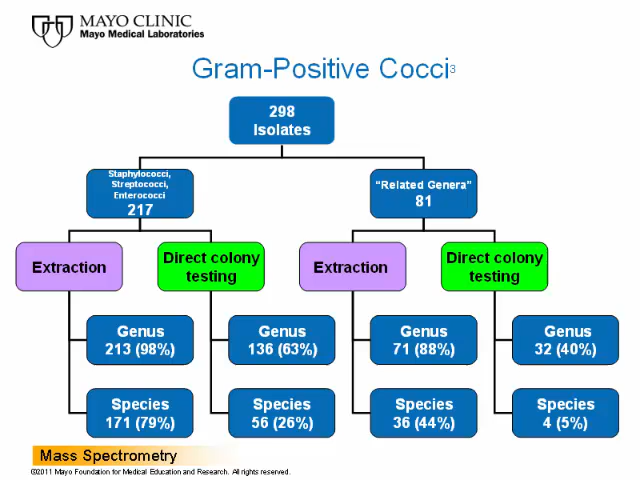 MAYO CLINIC
Mayo Medical Laboratories
Gram-Positive Cocci3
298
Isolates
Staphylococci,
Streptococci,
Enterococci
217
"Related Genera"
81
Extraction
Direct colony
testing
Extraction
Direct colony
testing
Genus
213 (98%)
Genus
136 (63%)
Genus
71 (88%)
Genus
32 (40%)
Species
171 (79%)
Species
56 (26%)
Species
36 (44%)
Species
4 (5%)
Mass Spectrometry
©2011 Mayo Foundation for Medical Education and Research. All rights reserved.